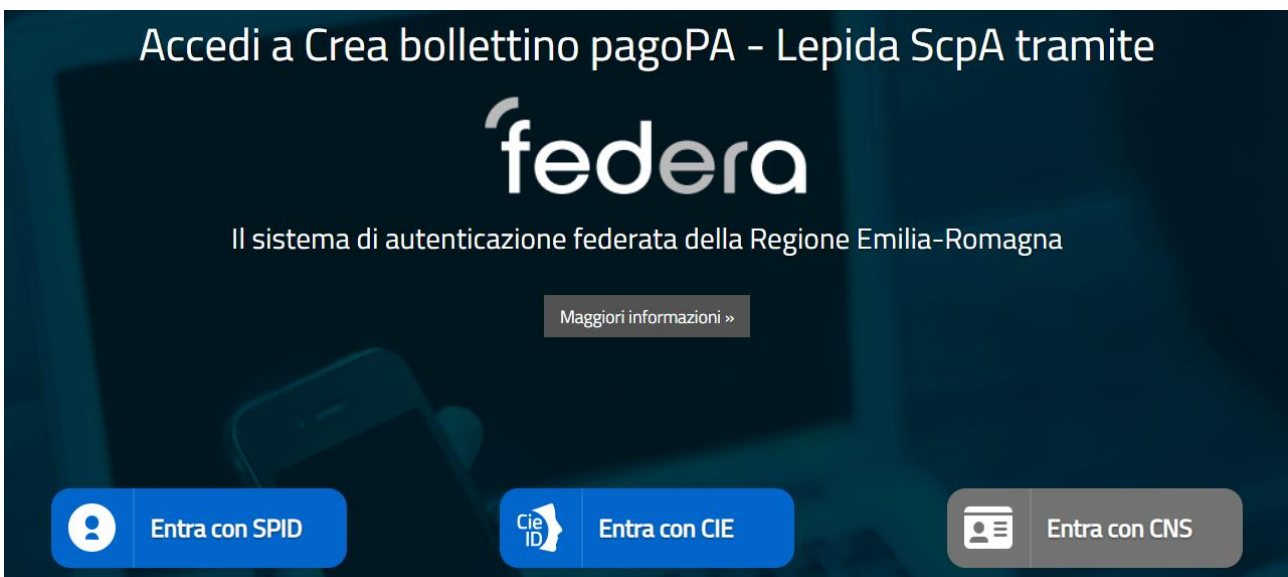 Accedi a Crea bollettino pagoPA - Lepida ScpA tramite
federa
Il sistema di autenticazione federata della Regione Emilia-Romagna
Maggiori informazioni »
Entra con SPID
Cie
ID
Entra con CIE
Entra con CNS